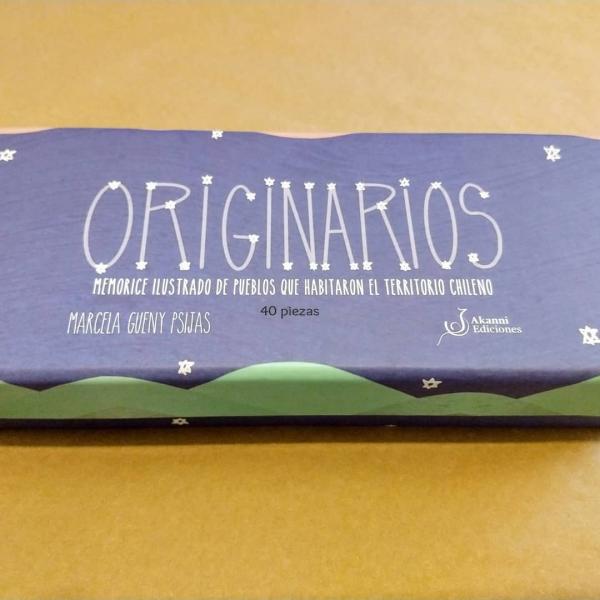 ORIGINARIOS
MEMORICE ILUSTRADO DE PUEBLOS QUE HABITARON EL TERRITORIO CHILENO
40 piezas
MARCELA GUENY PSIJAS
Akanni
Ediciones